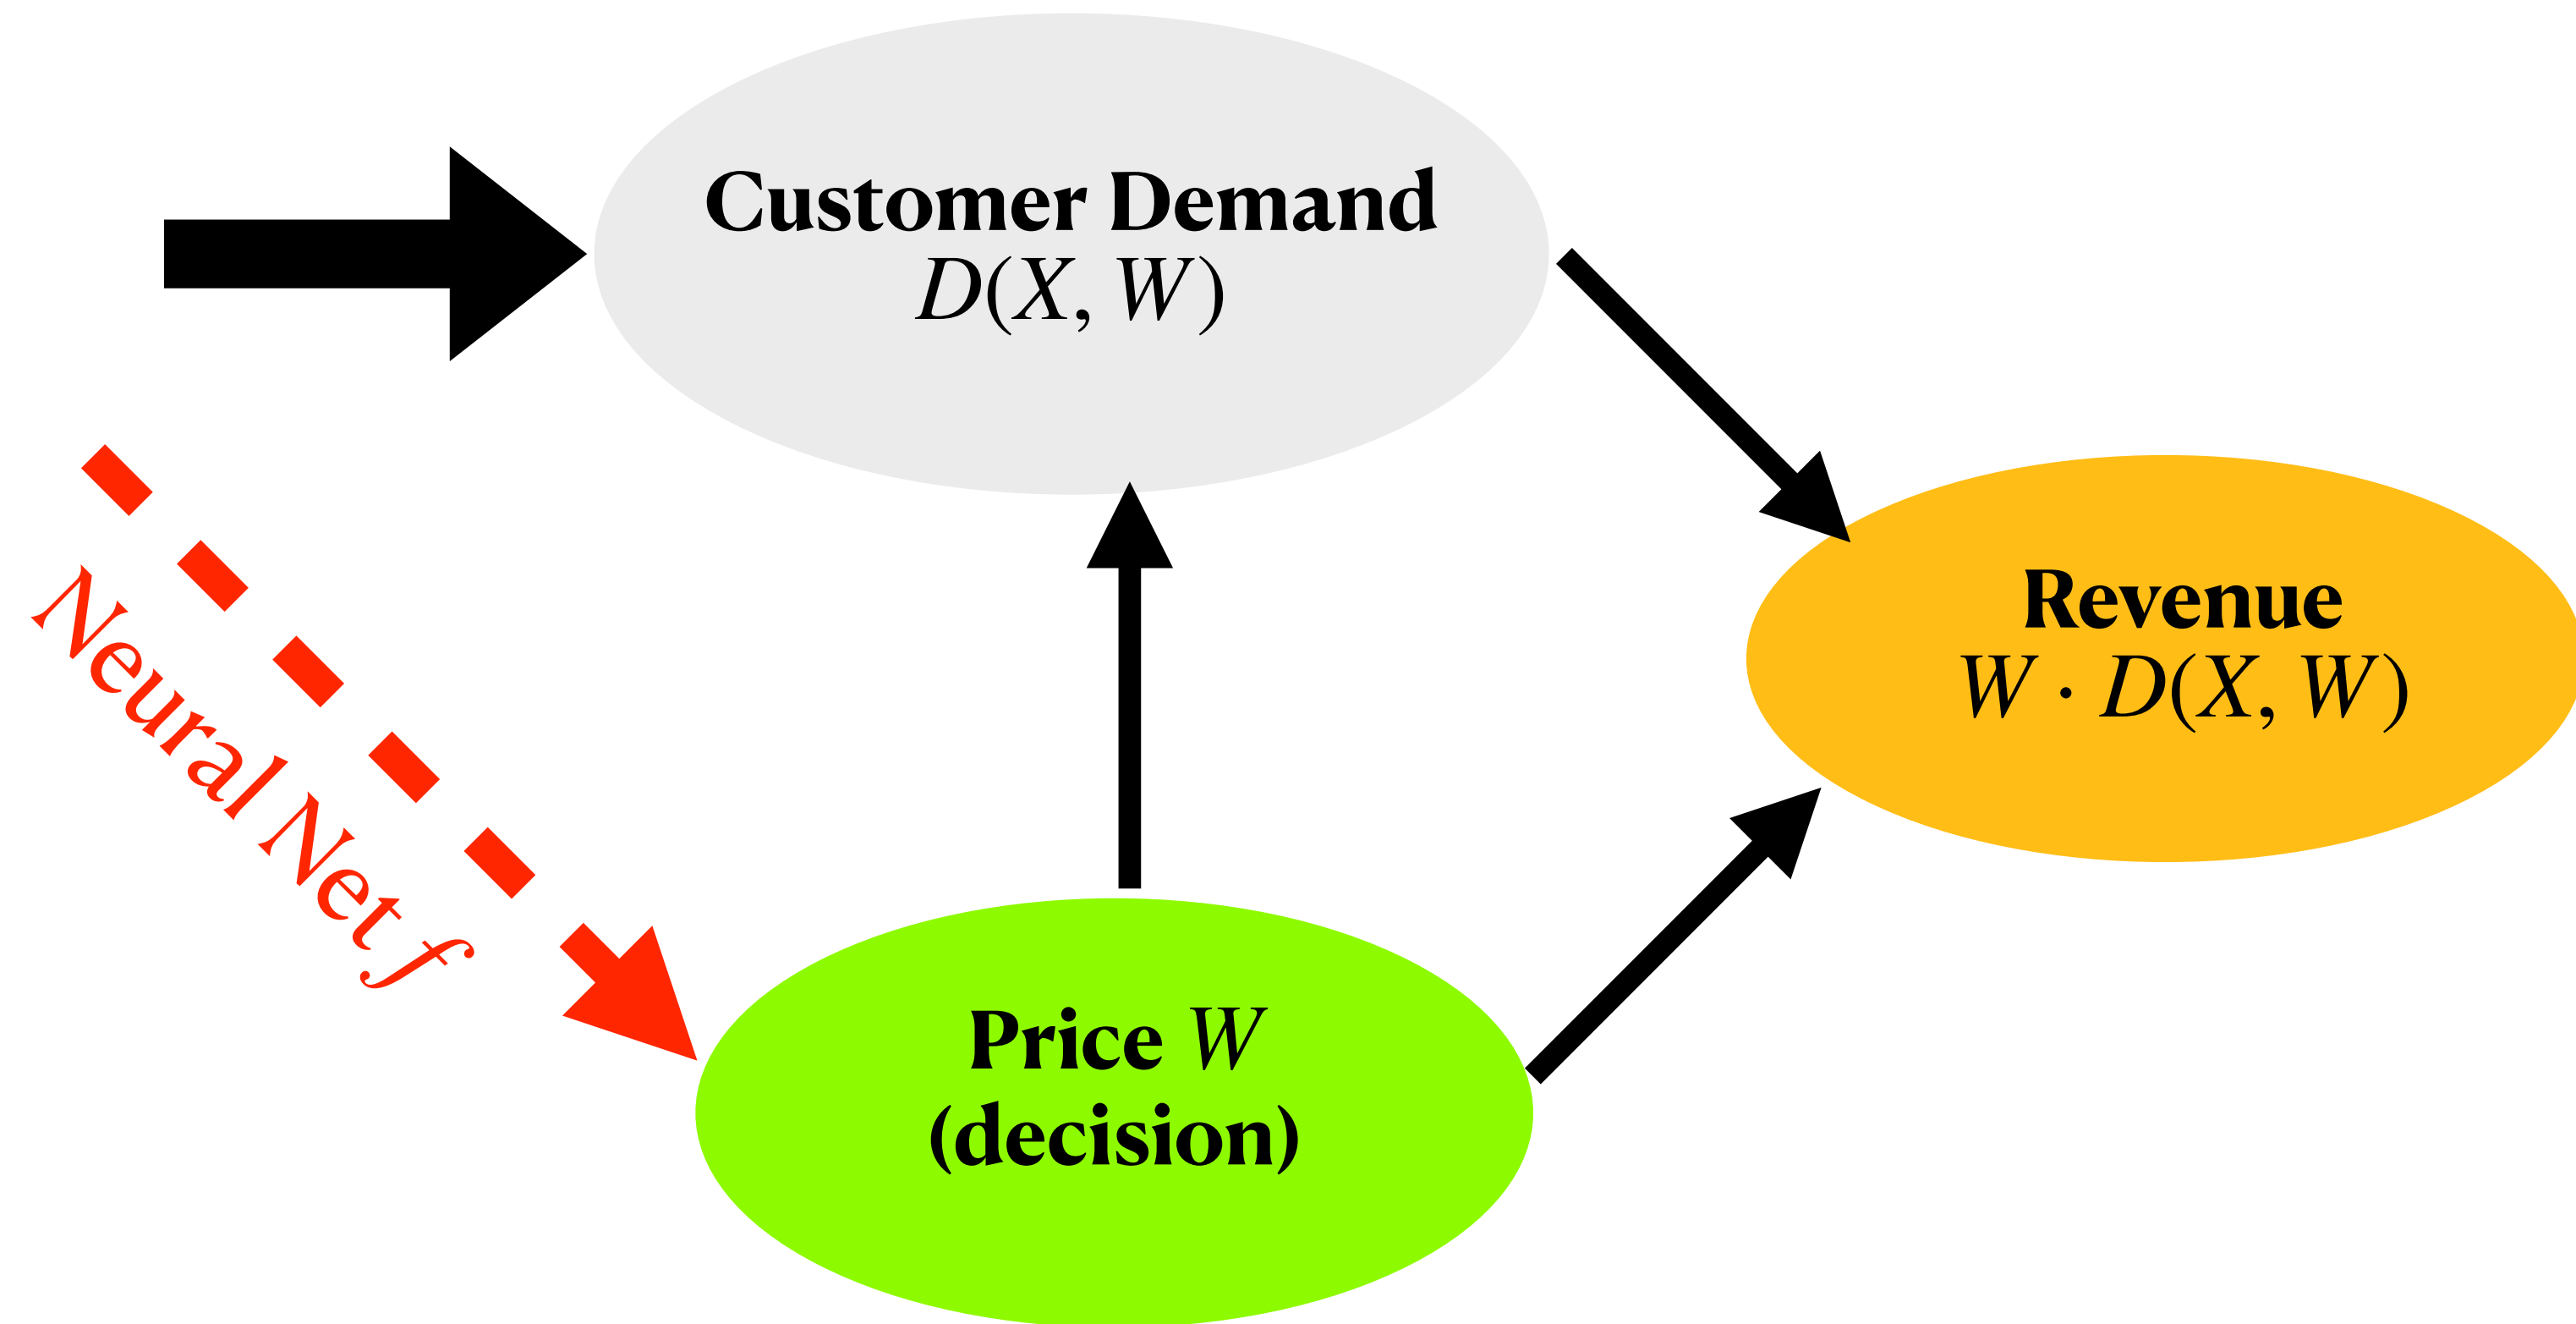 Customer Demand
D(X, W)
Neural Net f
Revenue
W · D(X, W)
Price W
(decision)